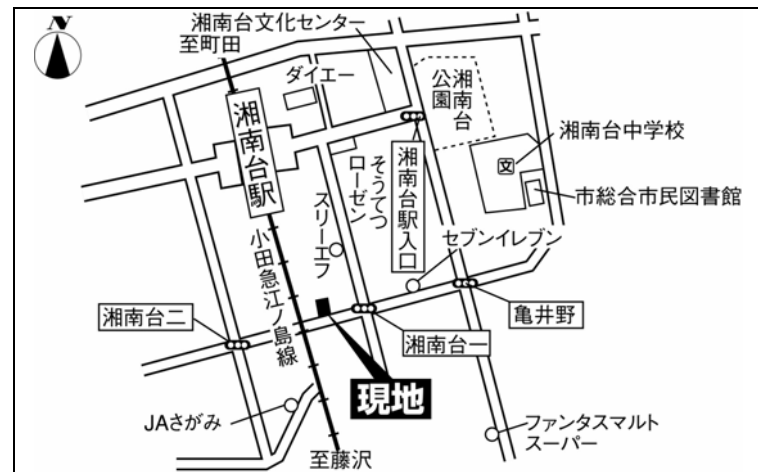 N
湘南台文化センター
至町田
ダイエー
湘南台
公園
湘南台駅
湘南台中学校
市総合市民図書館
そうてつ
ローゼン
湘南台駅入口
スリーエフ
セブンイレブン
小田急江ノ島線
湘南台二
亀井野
湘南台一
現地
JAさがみ
ファンタスマルト
スーパー
至藤沢
文